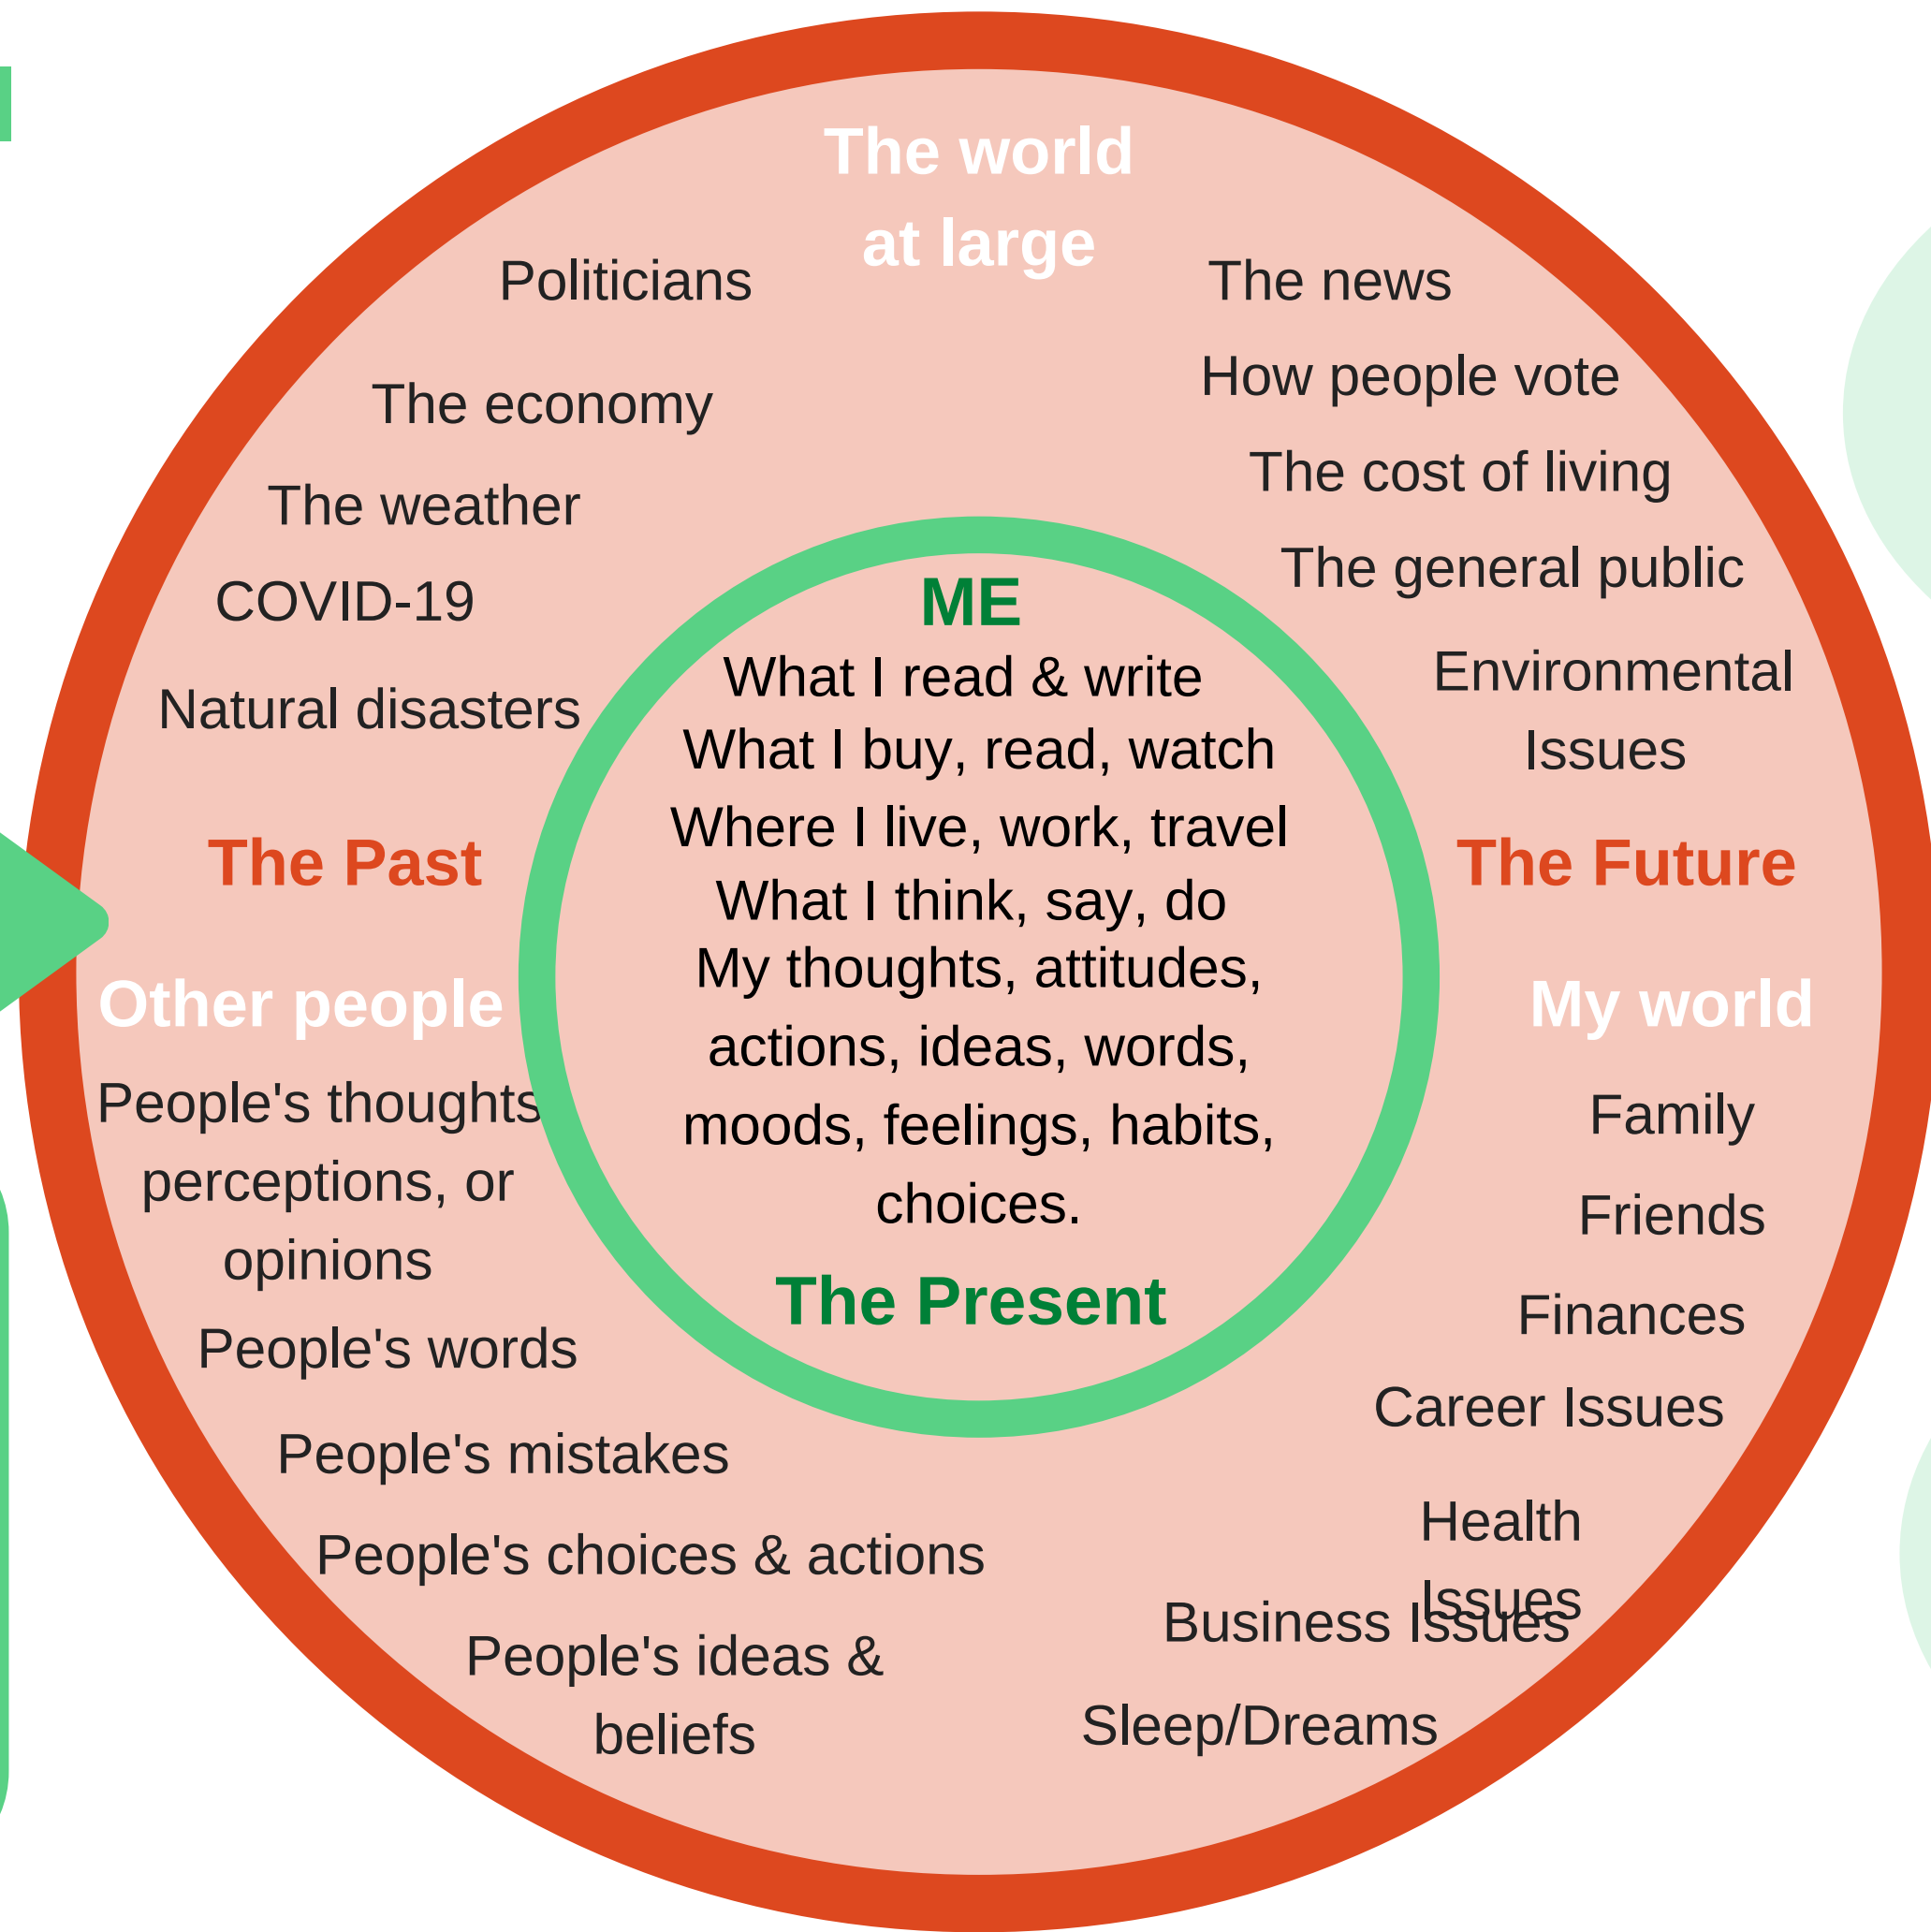 The world
at large
Politicians
The economy
The weather
COVID-19
Natural disasters
The news
How people vote
The cost of living
The general public
Environmental
Issues
The Past
The Future
ME
What I read & write
What I buy, read, watch
Where I live, work, travel
What I think, say, do
My thoughts, attitudes,
actions, ideas, words,
moods, feelings, habits,
choices.
The Present
Other people
People's thoughts
perceptions, or
opinions
People's words
People's mistakes
People's choices & actions
People's ideas &
beliefs
My world
Family
Friends
Finances
Career Issues
Health
Issues
Business Issues
Sleep/Dreams